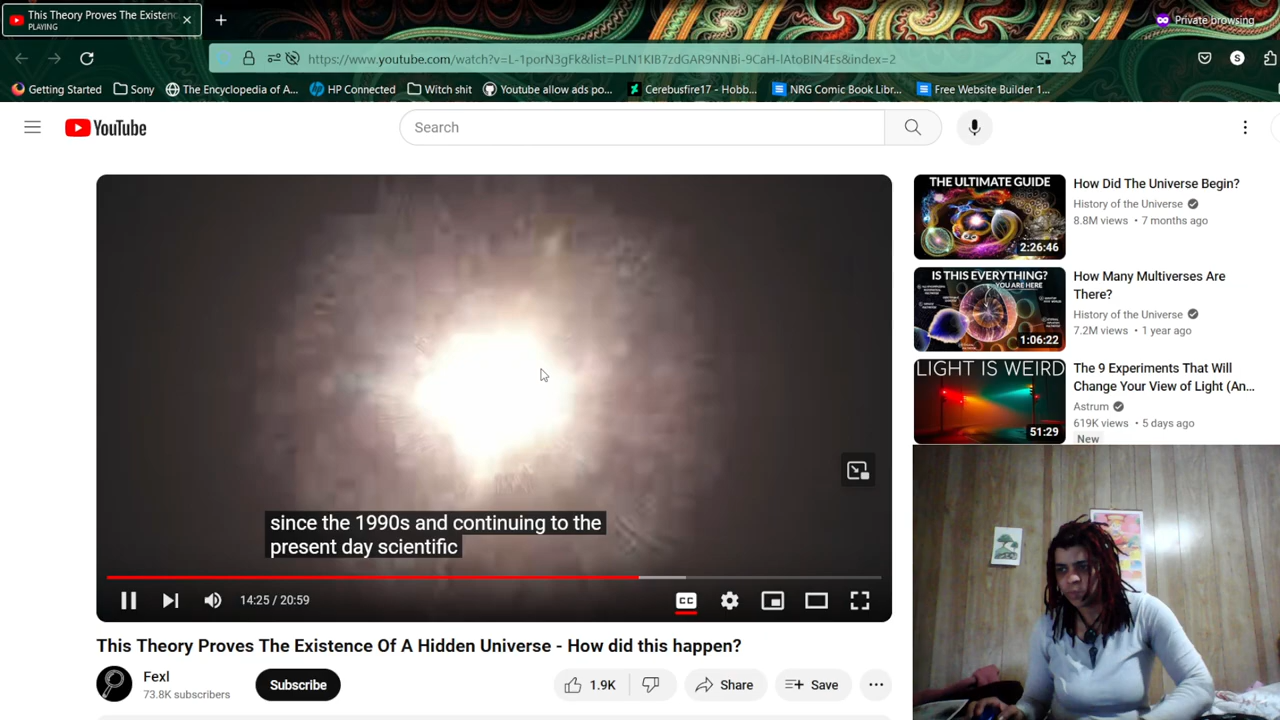 This Theory Proves The Existence
PLAYING
Private browsing
https://www.youtube.com/watch?v=L-1porN3gFk&list=PLN1KIB7zdGAR9NNBi-9CaH-lAtoBIN4Es&index=2
S
Getting Started
Sony
The Encyclopedia of A...
HP Connected
Witch shit
Youtube allow ads po...
Cerebusfire17 - Hobb...
NRG Comic Book Libr...
Free Website Builder 1...
YouTube
Search
since the 1990s and continuing to the
present day scientific
14:25 / 20:59
CC
This Theory Proves The Existence Of A Hidden Universe - How did this happen?
Fexl
73.8K subscribers
Subscribe
1.9K
Share
Save
THE ULTIMATE GUIDE
2:26:46
How Did The Universe Begin?
History of the Universe
8.8M views • 7 months ago
IS THIS EVERYTHING?
YOU ARE HERE
1:06:22
How Many Multiverses Are
There?
History of the Universe
7.2M views • 1 year ago
LIGHT IS WEIRD
51:29
The 9 Experiments That Will
Change Your View of Light (An...
Astrum
619K views • 5 days ago
New